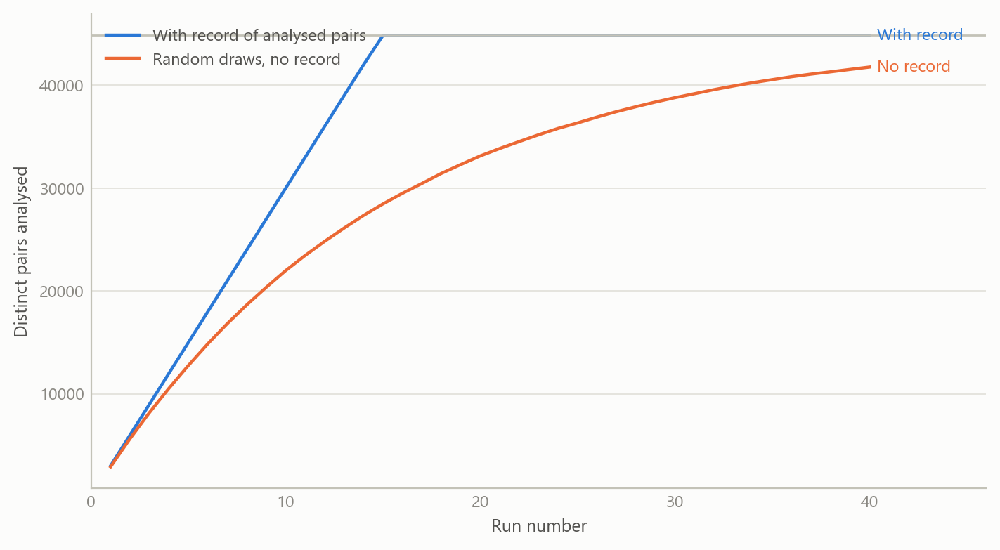 With record of analysed pairs
Random draws, no record
With record
No record
40000
30000
20000
10000
Distinct pairs analysed
0
10
20
30
40
Run number